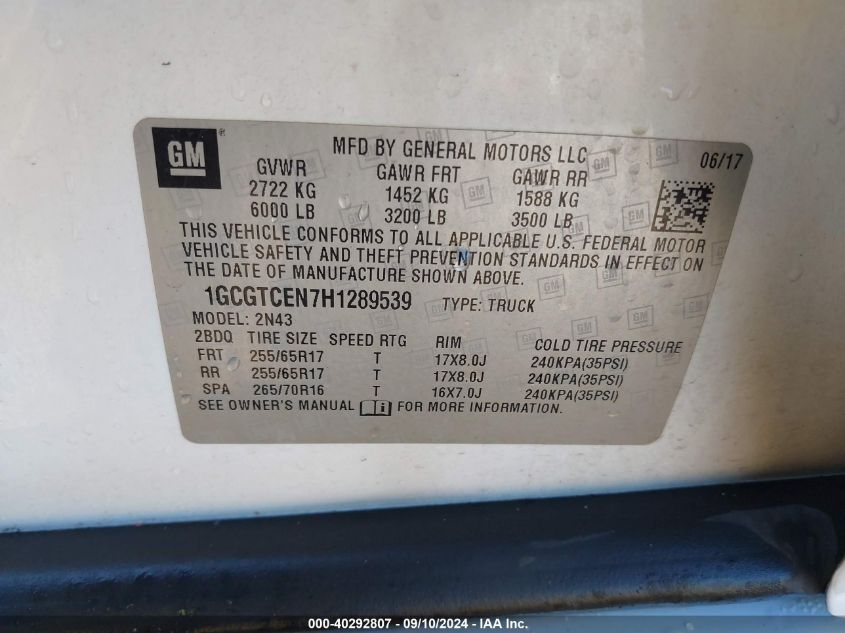 GM ®
MFD BY GENERAL MOTORS LLC
06/17
GVWR GAWR FRT GAWR RR
2722 KG 1452 KG 1588 KG
6000 LB 3200 LB 3500 LB
THIS VEHICLE CONFORMS TO ALL APPLICABLE U.S. FEDERAL MOTOR
VEHICLE SAFETY AND THEFT PREVENTION STANDARDS IN EFFECT ON
THE DATE OF MANUFACTURE SHOWN ABOVE.
1GCGTCEN7H1289539 TYPE: TRUCK
MODEL: 2N43
2BDQ TIRE SIZE SPEED RTG RIM COLD TIRE PRESSURE
FRT 255/65R17 T 17X8.0J 240KPA(35PSI)
RR 255/65R17 T 17X8.0J 240KPA(35PSI)
SPA 265/70R16 T 16X7.0J 240KPA(35PSI)
SEE OWNER'S MANUAL FOR MORE INFORMATION.
000-40292807 - 09/10/2024 - IAAI Inc.